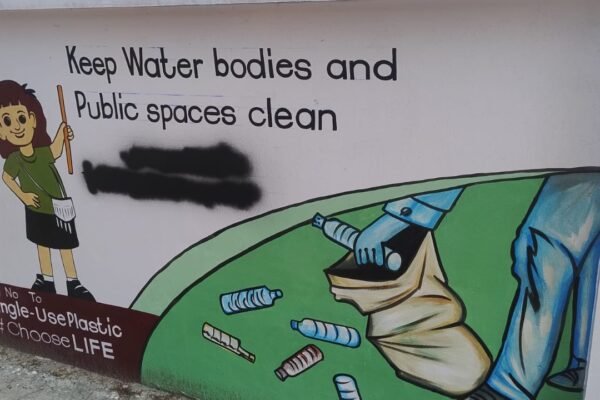 Keep Water bodies and
Public spaces clean
No To
ngle-Use Plastic
#Choose LIFE